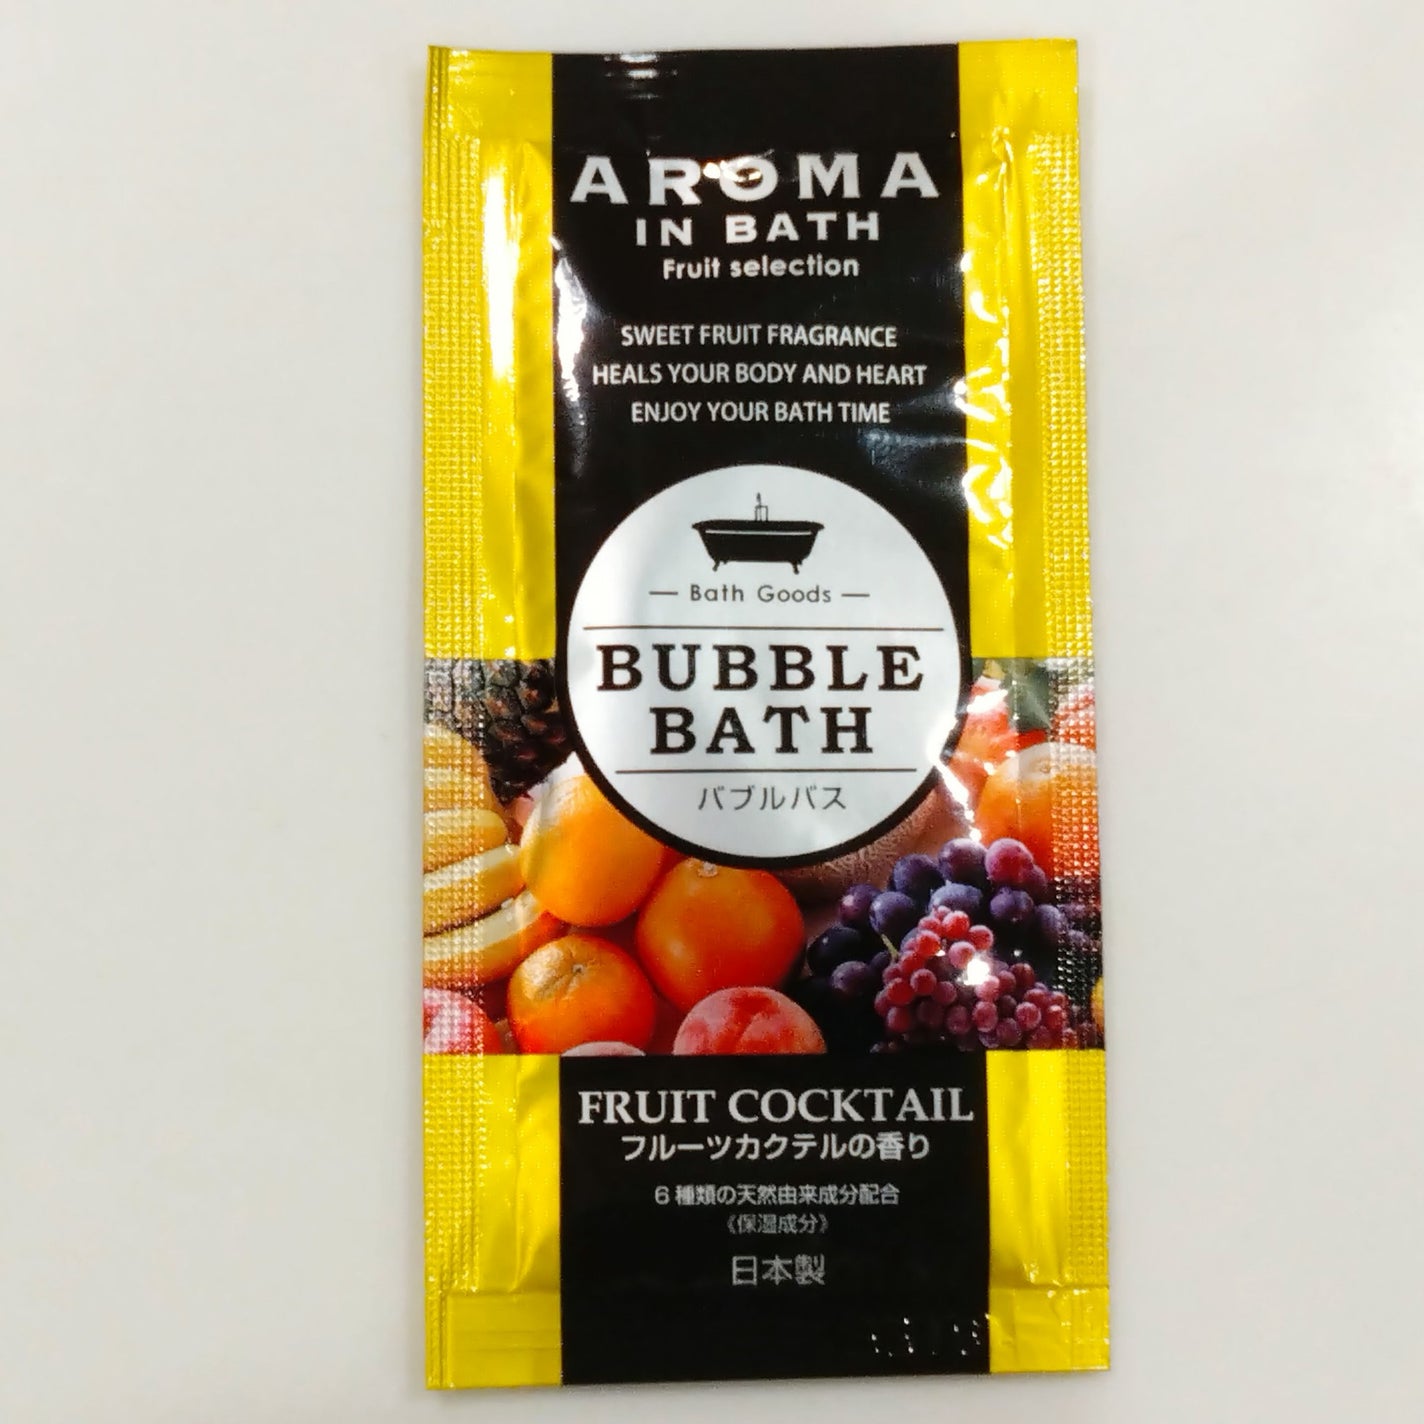 AROMA
IN BATH
Fruit selection
SWEET FRUIT FRAGRANCE
HEALS YOUR BODY AND HEART
ENJOY YOUR BATH TIME
Bath Goods
BUBBLE
BATH
バブルバス
FRUIT COCKTAIL
フルーツカクテルの香り
6種類の天然由来成分配合
《保湿成分》
日本製